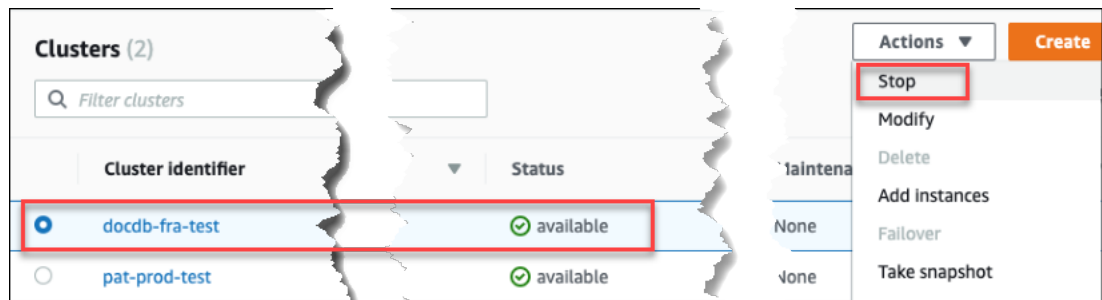 Clusters (2)
Actions
Create
Filter clusters
Stop
Modify
Delete
Add instances
Failover
Take snapshot
Cluster identifier
Status
docdb-fra-test
available
None
pat-prod-test
available